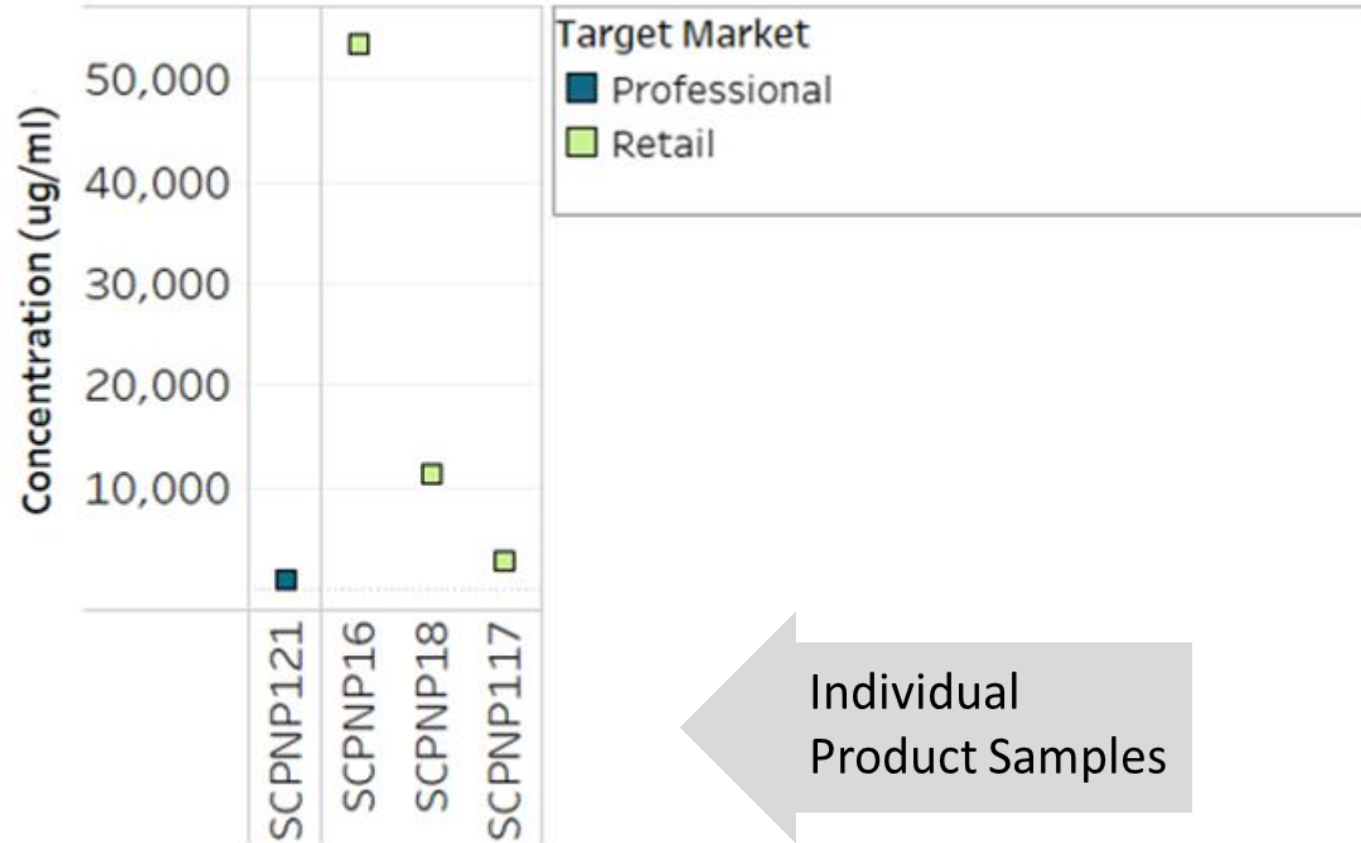 Concentration (ug/ml)
50,000
40,000
30,000
20,000
10,000
SCPNP121
SCPNP16
SCPNP18
SCPNP117
Target Market
Professional
Retail
Individual
Product Samples